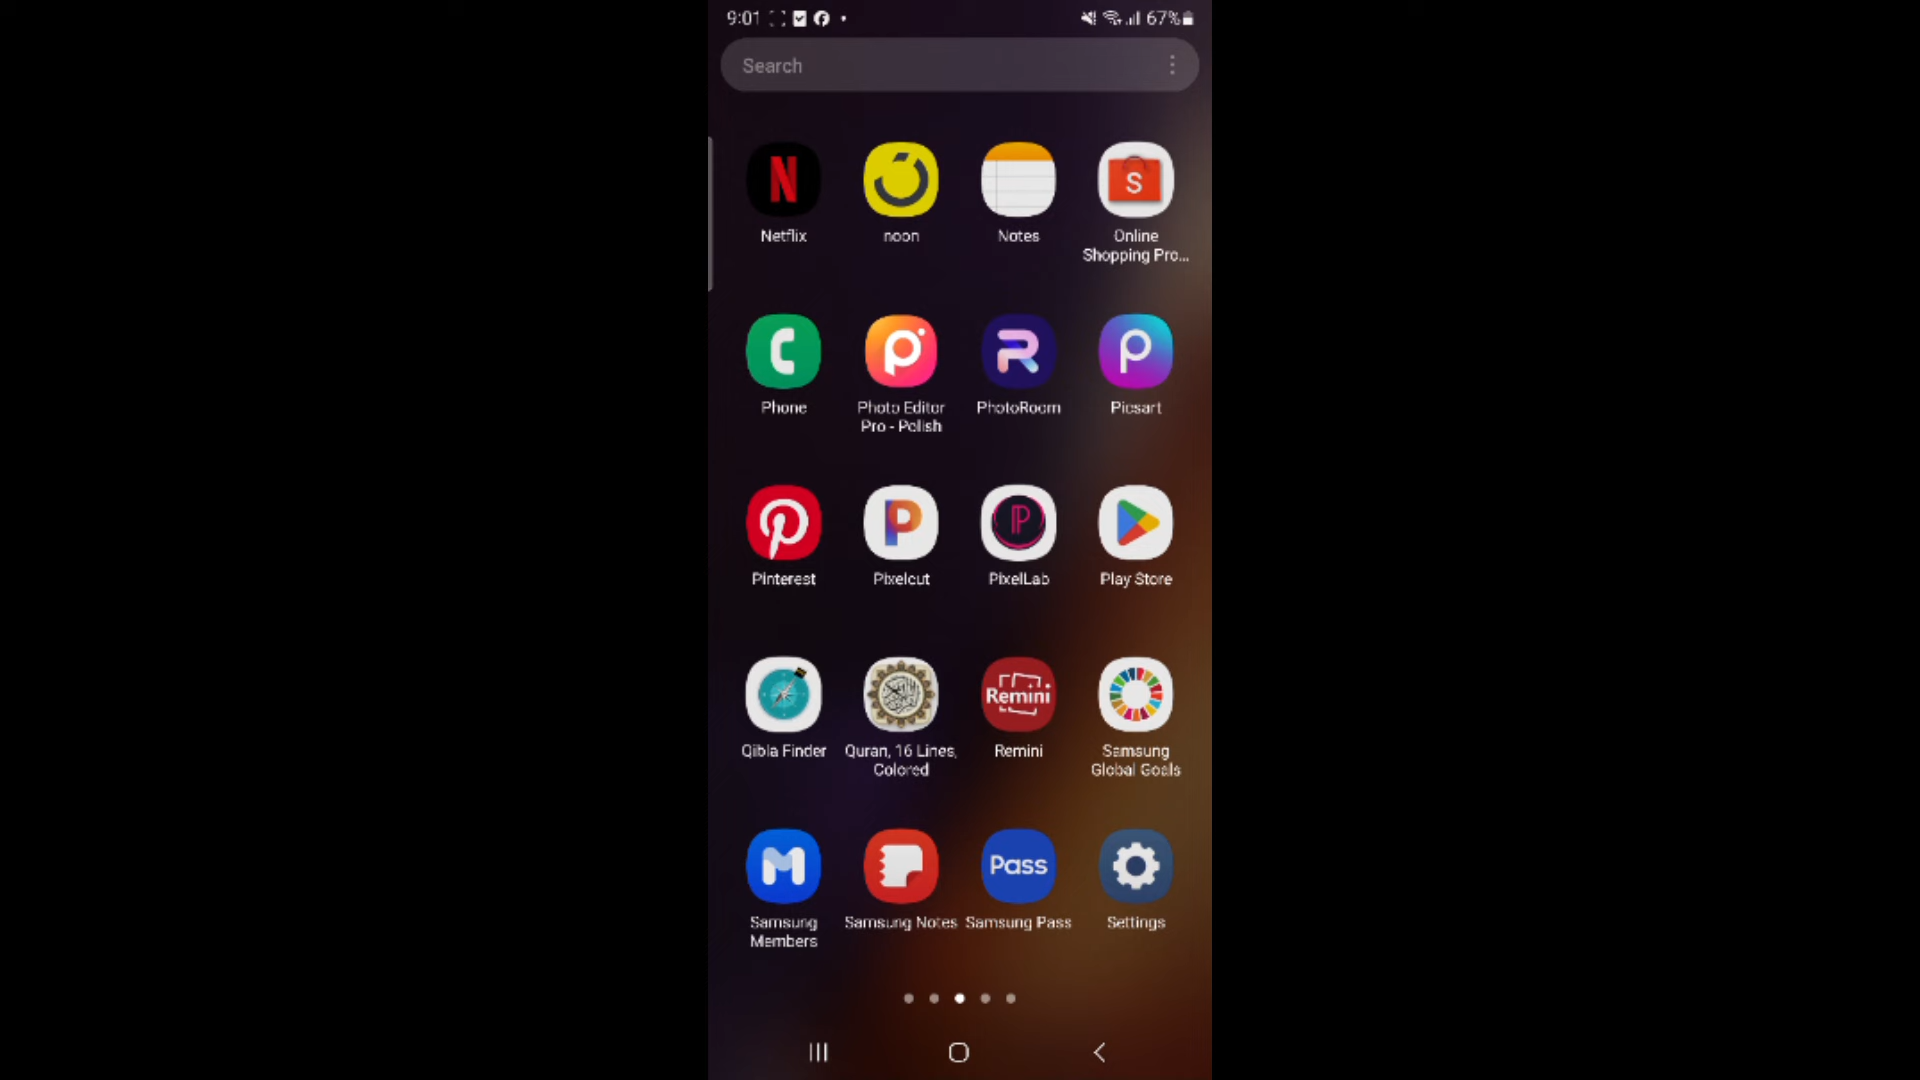 9:01
67%
Search
Netflix
noon
Notes
Online
Shopping Pro...
S
Phone
Photo Editor
Pro - Polish
PhotoRoom
Picsart
Pinterest
Pixelcut
PixelLab
Play Store
Remini
Qibla Finder
Quran, 16 Lines,
Colored
Remini
Samsung
Global Goals
Pass
Samsung
Members
Samsung Notes
Samsung Pass
Settings